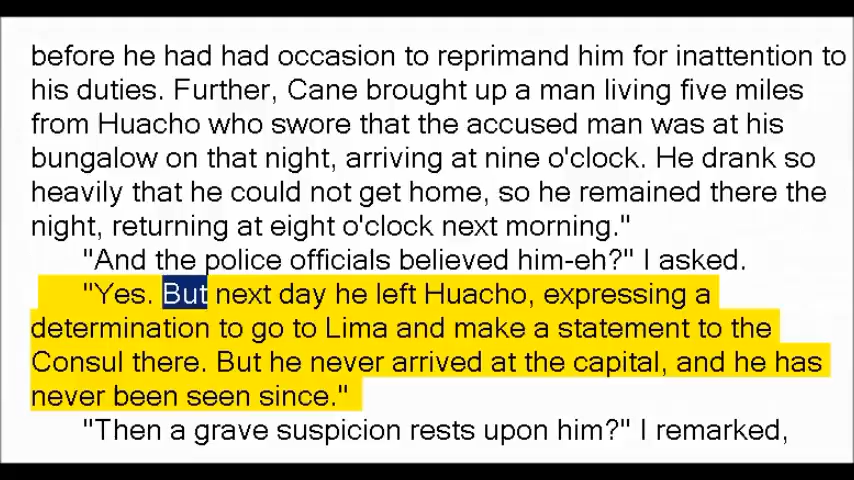 before he had had occasion to reprimand him for inattention to
his duties. Further, Cane brought up a man living five miles
from Huacho who swore that the accused man was at his
bungalow on that night, arriving at nine o'clock. He drank so
heavily that he could not get home, so he remained there the
night, returning at eight o'clock next morning."
"And the police officials believed him-eh?" I asked.
"Yes. But next day he left Huacho, expressing a
determination to go to Lima and make a statement to the
Consul there. But he never arrived at the capital, and he has
never been seen since."
"Then a grave suspicion rests upon him?" I remarked,